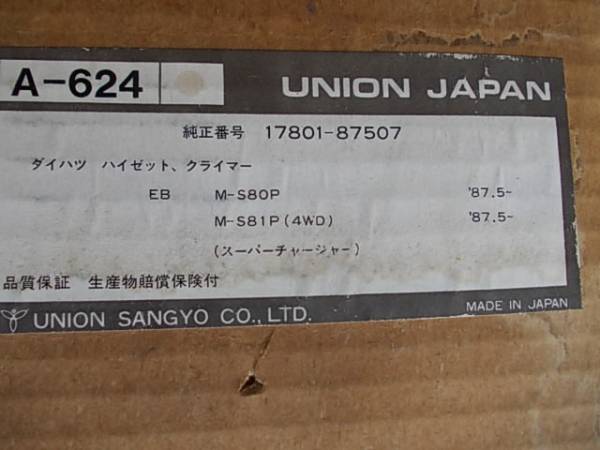 A-624 UNION JAPAN
純正番号 17801-87507
ダイハツ ハイゼット、クライマー
EB M-S80P '87.5~
M-S81P(4WD) '87.5~
(スーパーチャージャー)
品質保証 生産物賠償保険付
UNION SANGYO CO.,LTD. MADE IN JAPAN